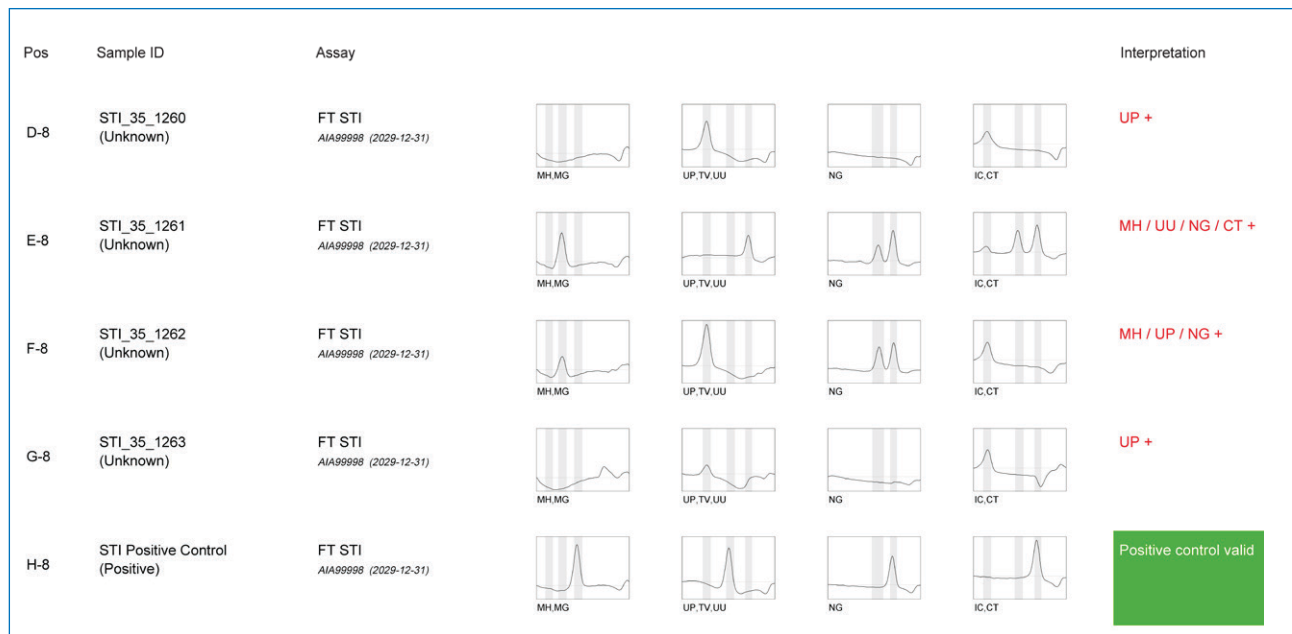 Pos Sample ID Assay Interpretation
D-8 STI_35_1260 FT STI UP +
(Unknown) AIA99998 (2029-12-31)
MH,MG UP,TV,UU NG IC,CT
E-8 STI_35_1261 FT STI MH / UU / NG / CT +
(Unknown) AIA99998 (2029-12-31)
MH,MG UP,TV,UU NG IC,CT
F-8 STI_35_1262 FT STI MH / UP / NG +
(Unknown) AIA99998 (2029-12-31)
MH,MG UP,TV,UU NG IC,CT
G-8 STI_35_1263 FT STI UP +
(Unknown) AIA99998 (2029-12-31)
MH,MG UP,TV,UU NG IC,CT
H-8 STI Positive Control FT STI Positive control valid
(Positive) AIA99998 (2029-12-31)
MH,MG UP,TV,UU NG IC,CT